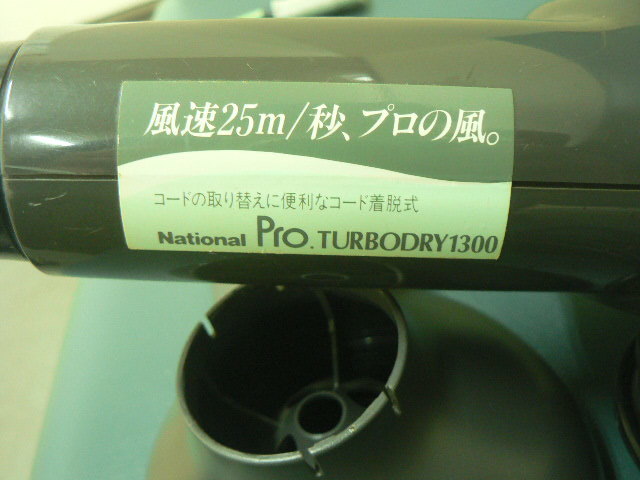 風速25m/秒、プロの風。
コードの取り替えに便利なコード着脱式
National Pro. TURBODRY1300